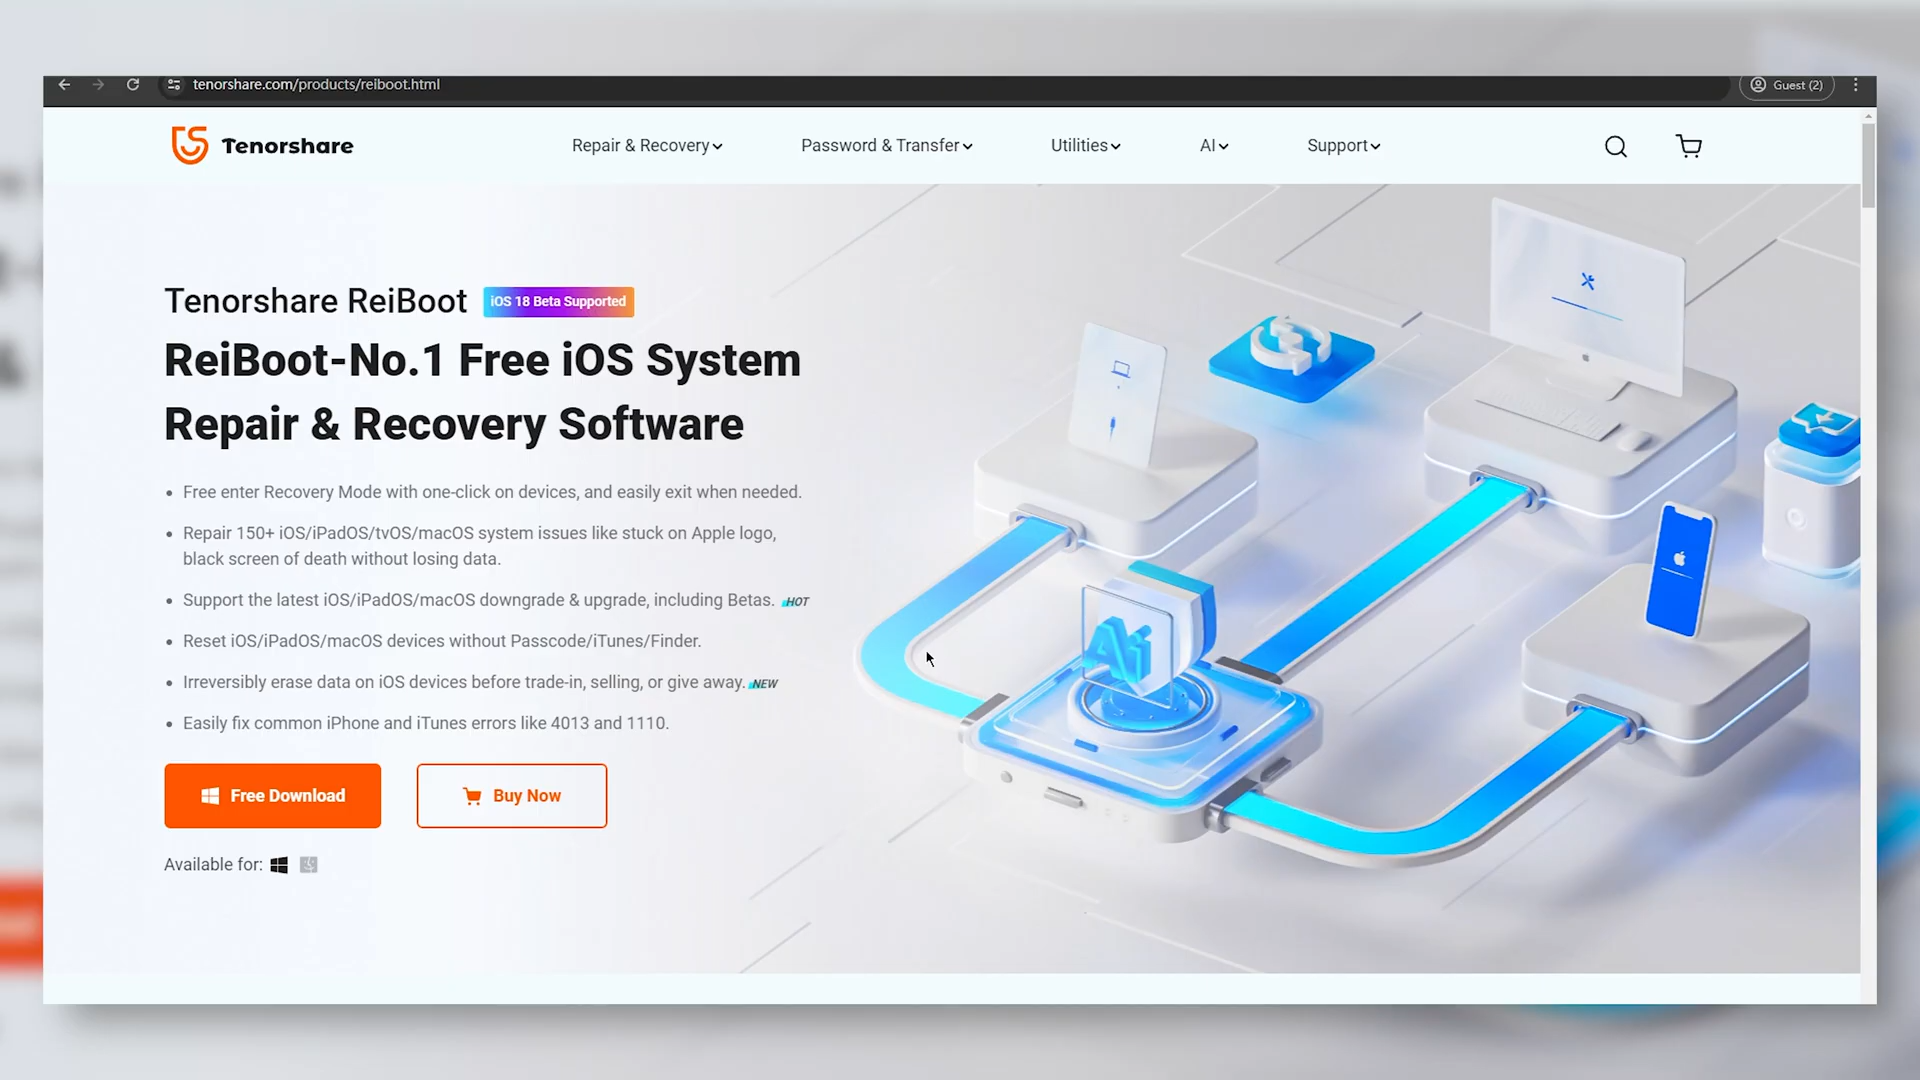 tenorshare.com/products/reiboot.html
Guest (2)
Tenorshare
Repair & Recovery
Password & Transfer
Utilities
AI
Support
Tenorshare ReiBoot
iOS 18 Beta Supported
ReiBoot-No.1 Free iOS System
Repair & Recovery Software
Free enter Recovery Mode with one-click on devices, and easily exit when needed.
Repair 150+ iOS/iPadOS/tvOS/macOS system issues like stuck on Apple logo,
black screen of death without losing data.
Support the latest iOS/iPadOS/macOS downgrade & upgrade, including Betas. HOT
Reset iOS/iPadOS/macOS devices without Passcode/iTunes/Finder.
Irreversibly erase data on iOS devices before trade-in, selling, or give away. NEW
Easily fix common iPhone and iTunes errors like 4013 and 1110.
Free Download
Buy Now
Available for:
Ai